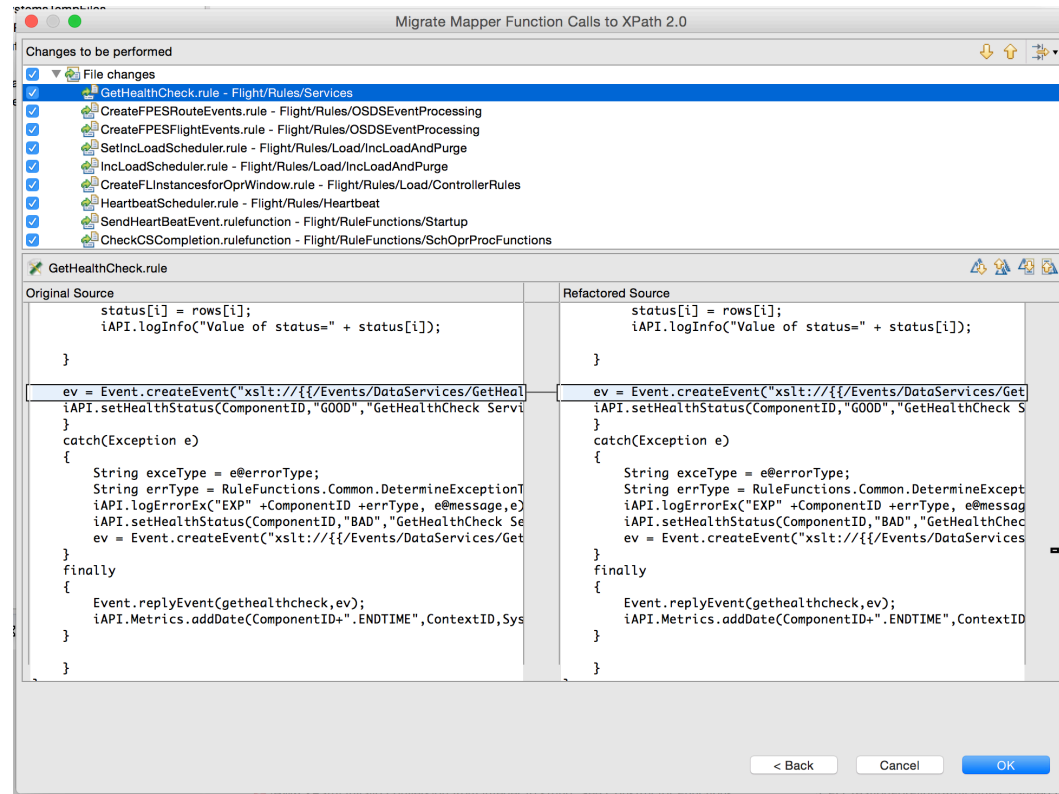 Migrate Mapper Function Calls to XPath 2.0
Changes to be performed
File changes
GetHealthCheck.rule - Flight/Rules/Services
CreateFPESRouteEvents.rule - Flight/Rules/OSDSEventProcessing
CreateFPESFlightEvents.rule - Flight/Rules/OSDSEventProcessing
SetIncLoadScheduler.rule - Flight/Rules/Load/IncLoadAndPurge
IncLoadScheduler.rule - Flight/Rules/Load/IncLoadAndPurge
CreateFLInstancesforOprWindow.rule - Flight/Rules/Load/ControllerRules
HeartbeatScheduler.rule - Flight/Rules/Heartbeat
SendHeartBeatEvent.rulefunction - Flight/RuleFunctions/Startup
CheckCSCompletion.rulefunction - Flight/RuleFunctions/SchOprProcFunctions
GetHealthCheck.rule
Original Source
status[i] = rows[i];
iAPI.logInfo("Value of status=" + status[i]);
}
ev = Event.createEvent("xslt://{{/Events/DataServices/GetHeal
iAPI.setHealthStatus(ComponentID,"GOOD","GetHealthCheck Servi
}
catch(Exception e)
{
String exceType = e@errorType;
String errType = RuleFunctions.Common.DetermineExceptionT
iAPI.logErrorEx("EXP" +ComponentID +errType, e@message,e)
iAPI.setHealthStatus(ComponentID,"BAD","GetHealthCheck Se
ev = Event.createEvent("xslt://{{/Events/DataServices/Get
}
finally
{
Event.replyEvent(gethealthcheck,ev);
iAPI.Metrics.addDate(ComponentID+".ENDTIME",ContextID,Sys
}
}
Refactored Source
status[i] = rows[i];
iAPI.logInfo("Value of status=" + status[i]);
}
ev = Event.createEvent("xslt://{{/Events/DataServices/Get
iAPI.setHealthStatus(ComponentID,"GOOD","GetHealthCheck S
}
catch(Exception e)
{
String exceType = e@errorType;
String errType = RuleFunctions.Common.DetermineExcept
iAPI.logErrorEx("EXP" +ComponentID +errType, e@messag
iAPI.setHealthStatus(ComponentID,"BAD","GetHealthChec
ev = Event.createEvent("xslt://{{/Events/DataServices
}
finally
{
Event.replyEvent(gethealthcheck,ev);
iAPI.Metrics.addDate(ComponentID+".ENDTIME",ContextID
}
}
< Back
Cancel
OK